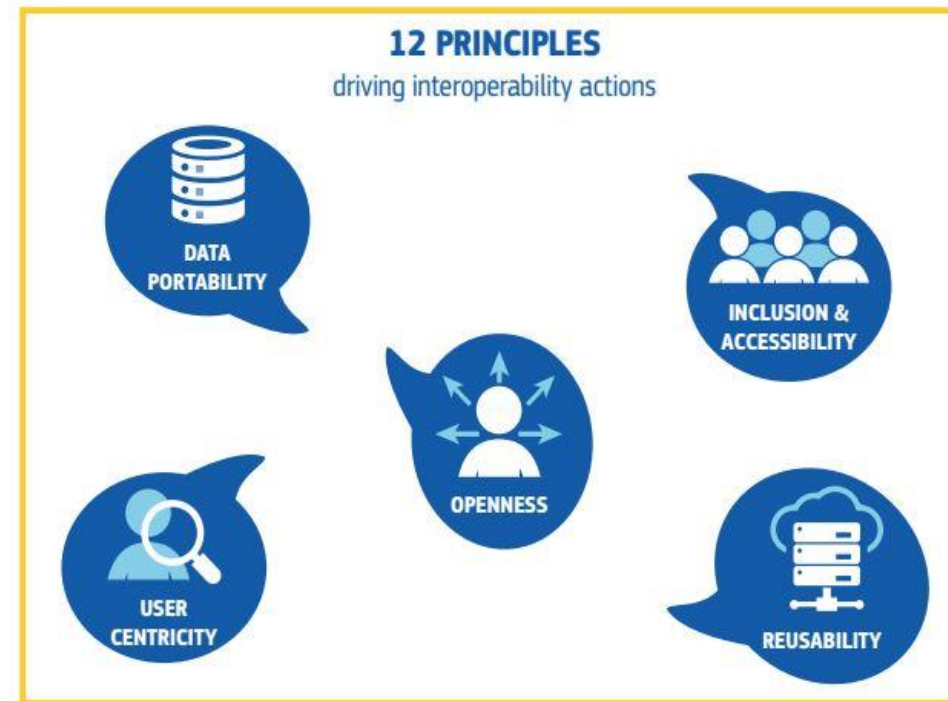 12 PRINCIPLES
driving interoperability actions
DATA
PORTABILITY
INCLUSION &
ACCESSIBILITY
OPENNESS
USER
CENTRICITY
REUSABILITY